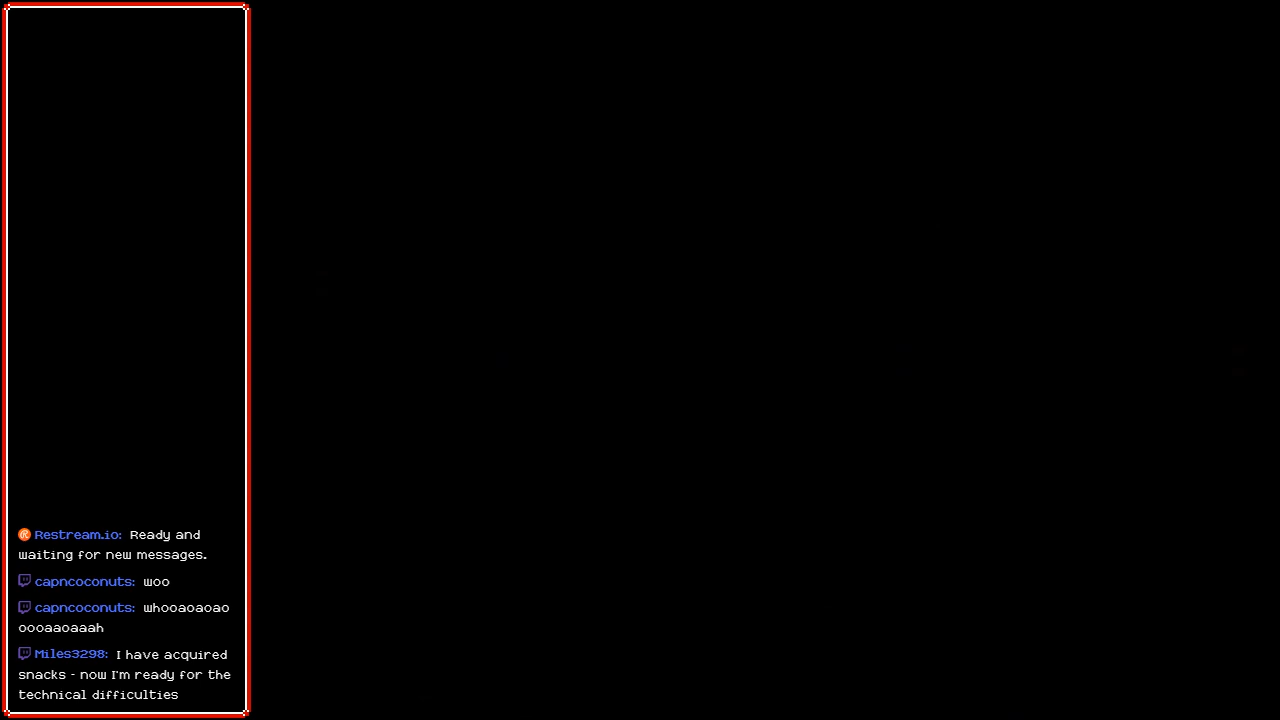 Restream.io: Ready and
waiting for new messages.
capncoconuts: woo
capncoconuts: whooaoaoao
oooaaoaaah
Miles3298: I have acquired
snacks - now I'm ready for the
technical difficulties